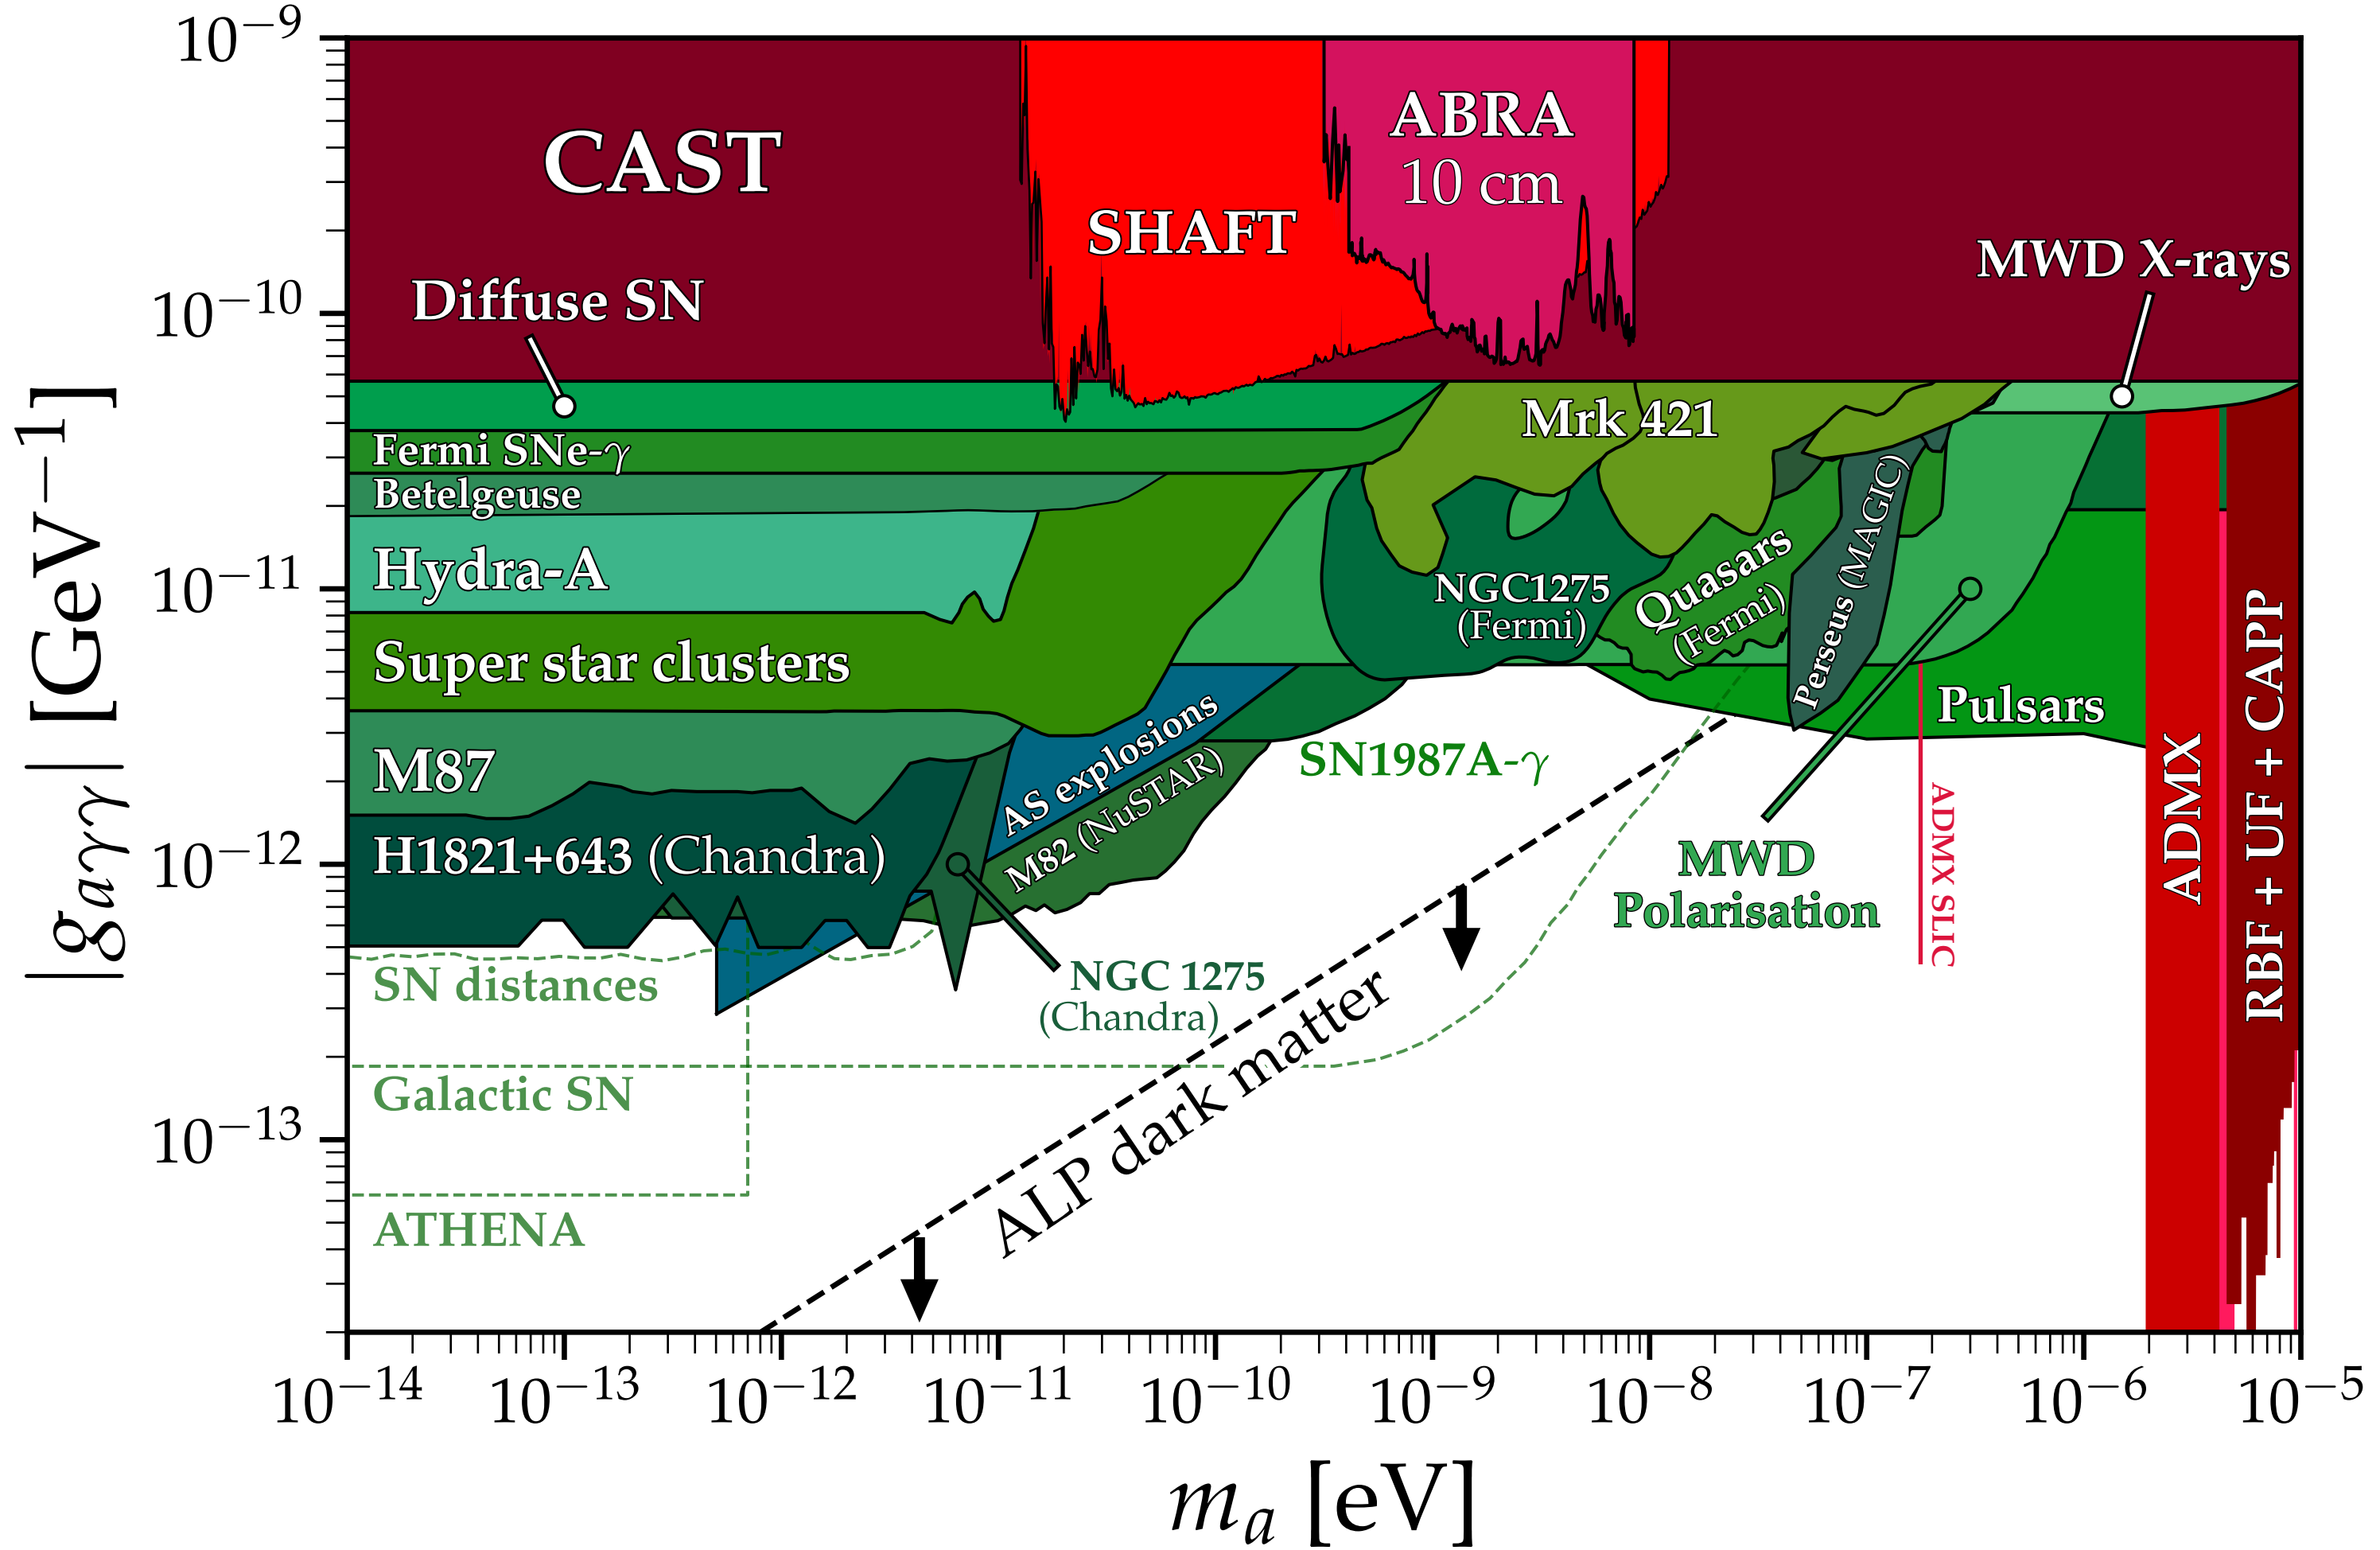 10⁻⁹
10⁻¹⁰
10⁻¹¹
10⁻¹²
10⁻¹³
|g_aγγ| [GeV⁻¹]
CAST
SHAFT
ABRA
10 cm
MWD X-rays
Diffuse SN
Mrk 421
Fermi SNe-γ
Betelgeuse
Hydra-A
NGC1275
(Fermi)
Quasars
(Fermi)
Perseus (MAGIC)
Super star clusters
Pulsars
M87
AS explosions
SN1987A-γ
M82 (NuSTAR)
H1821+643 (Chandra)
MWD
Polarisation
ADMX SLIC
ADMX
RBF + UF + CAPP
SN distances
NGC 1275
(Chandra)
Galactic SN
ALP dark matter
ATHENA
10⁻¹⁴ 10⁻¹³ 10⁻¹² 10⁻¹¹ 10⁻¹⁰ 10⁻⁹ 10⁻⁸ 10⁻⁷ 10⁻⁶ 10⁻⁵
m_a [eV]